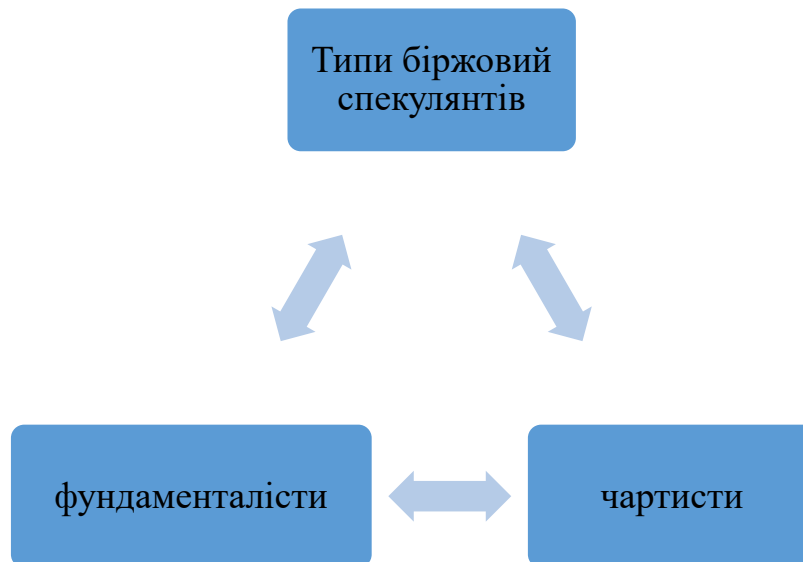 Типи біржовий
спекулянтів
фундаменталісти
чартисти